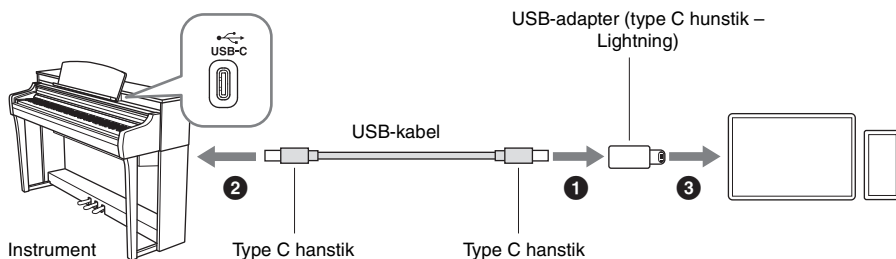 USB-adapter (type C hunstik –
Lightning)
USB-C
USB-kabel
2
1
3
Instrument
Type C hanstik
Type C hanstik